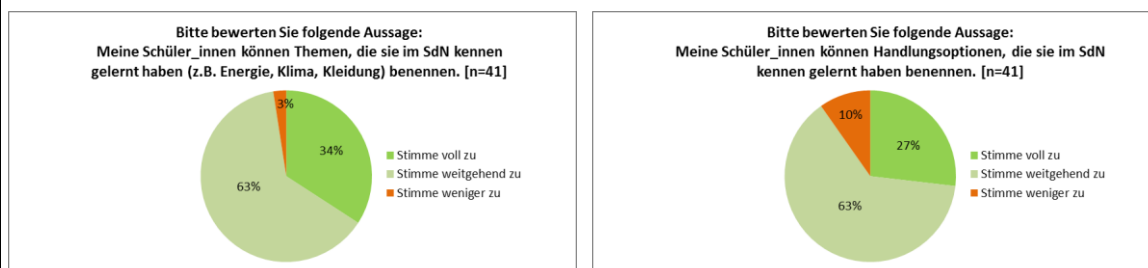 Bitte bewerten Sie folgende Aussage:
Meine Schüler_innen können Themen, die sie im SdN kennen
gelernt haben (z.B. Energie, Klima, Kleidung) benennen. [n=41]
3%
34%
63%
Stimme voll zu
Stimme weitgehend zu
Stimme weniger zu
Bitte bewerten Sie folgende Aussage:
Meine Schüler_innen können Handlungsoptionen, die sie im SdN
kennen gelernt haben benennen. [n=41]
10%
27%
63%
Stimme voll zu
Stimme weitgehend zu
Stimme weniger zu